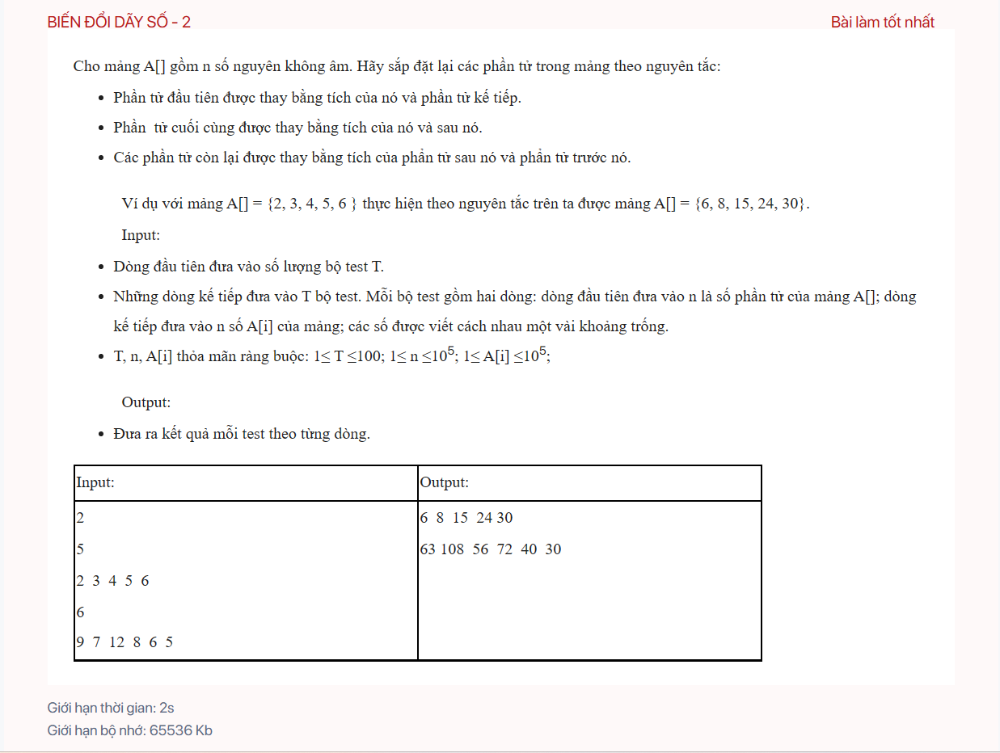 BIẾN ĐỔI DÃY SỐ - 2
Bài làm tốt nhất
Cho mảng A[] gồm n số nguyên không âm. Hãy sắp đặt lại các phần tử trong mảng theo nguyên tắc:
• Phần tử đầu tiên được thay bằng tích của nó và phần tử kế tiếp.
• Phần tử cuối cùng được thay bằng tích của nó và sau nó.
• Các phần tử còn lại được thay bằng tích của phần tử sau nó và phần tử trước nó.
Ví dụ với mảng A[] = {2, 3, 4, 5, 6 } thực hiện theo nguyên tắc trên ta được mảng A[] = {6, 8, 15, 24, 30}.
Input:
• Dòng đầu tiên đưa vào số lượng bộ test T.
• Những dòng kế tiếp đưa vào T bộ test. Mỗi bộ test gồm hai dòng: dòng đầu tiên đưa vào n là số phần tử của mảng A[]; dòng
kế tiếp đưa vào n số A[i] của mảng; các số được viết cách nhau một vài khoảng trống.
• T, n, A[i] thỏa mãn ràng buộc: 1≤ T ≤100; 1≤ n ≤10⁵; 1≤ A[i] ≤10⁵;
Output:
• Đưa ra kết quả mỗi test theo từng dòng.
Input:
Output:
2
5
2 3 4 5 6
6
9 7 12 8 6 5
6 8 15 24 30
63 108 56 72 40 30
Giới hạn thời gian: 2s
Giới hạn bộ nhớ: 65536 Kb